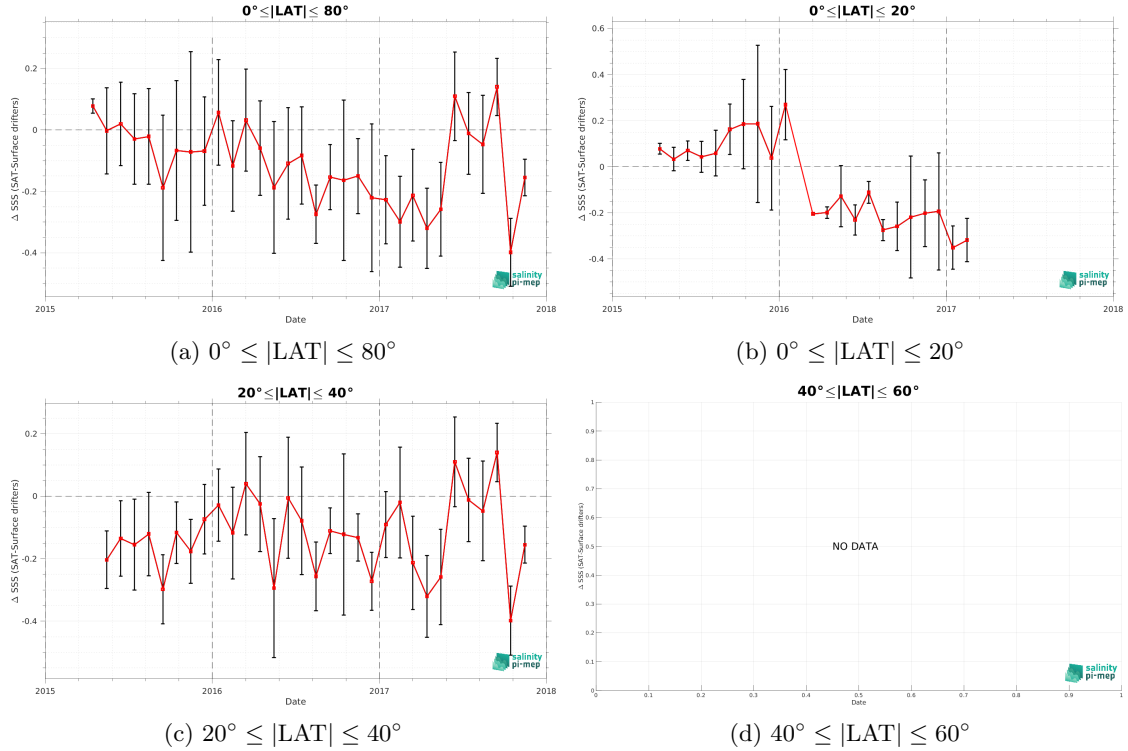 0°≤|LAT|≤ 80°
Δ SSS (SAT-Surface drifters)
0.2
0
-0.2
-0.4
2015
2016
2017
2018
Date
salinity
pi-mep
(a) 0° ≤ |LAT| ≤ 80°
0°≤|LAT|≤ 20°
Δ SSS (SAT-Surface drifters)
0.6
0.4
0.2
0
-0.2
-0.4
2015
2016
2017
2018
Date
salinity
pi-mep
(b) 0° ≤ |LAT| ≤ 20°
20°≤|LAT|≤ 40°
Δ SSS (SAT-Surface drifters)
0.2
0
-0.2
-0.4
2015
2016
2017
2018
Date
salinity
pi-mep
(c) 20° ≤ |LAT| ≤ 40°
40°≤|LAT|≤ 60°
Δ SSS (SAT-Surface drifters)
1
0.9
0.8
0.7
0.6
0.5
0.4
0.3
0.2
0.1
0
NO DATA
0
0.1
0.2
0.3
0.4
0.5
0.6
0.7
0.8
0.9
1
Date
salinity
pi-mep
(d) 40° ≤ |LAT| ≤ 60°